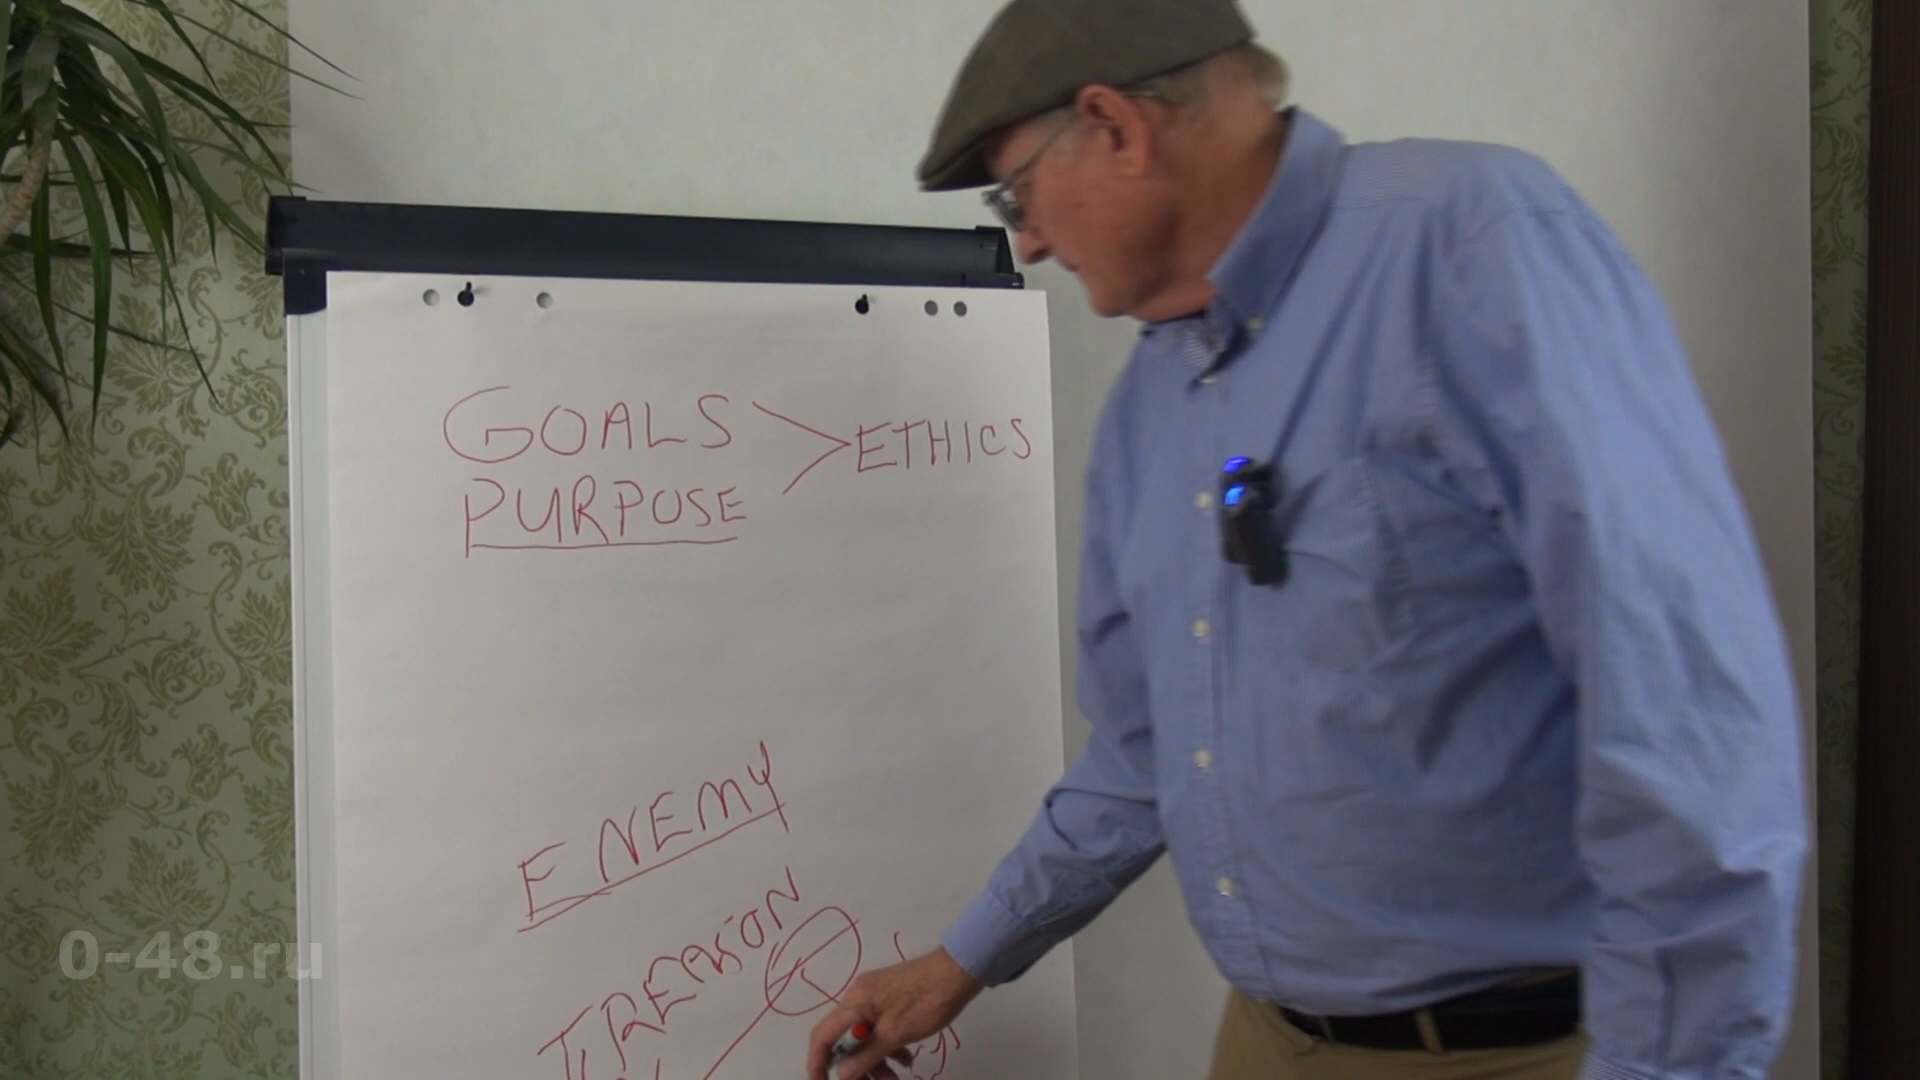 GOALS
PURPOSE
ETHICS
ENEMY
TREASON
0-48.ru